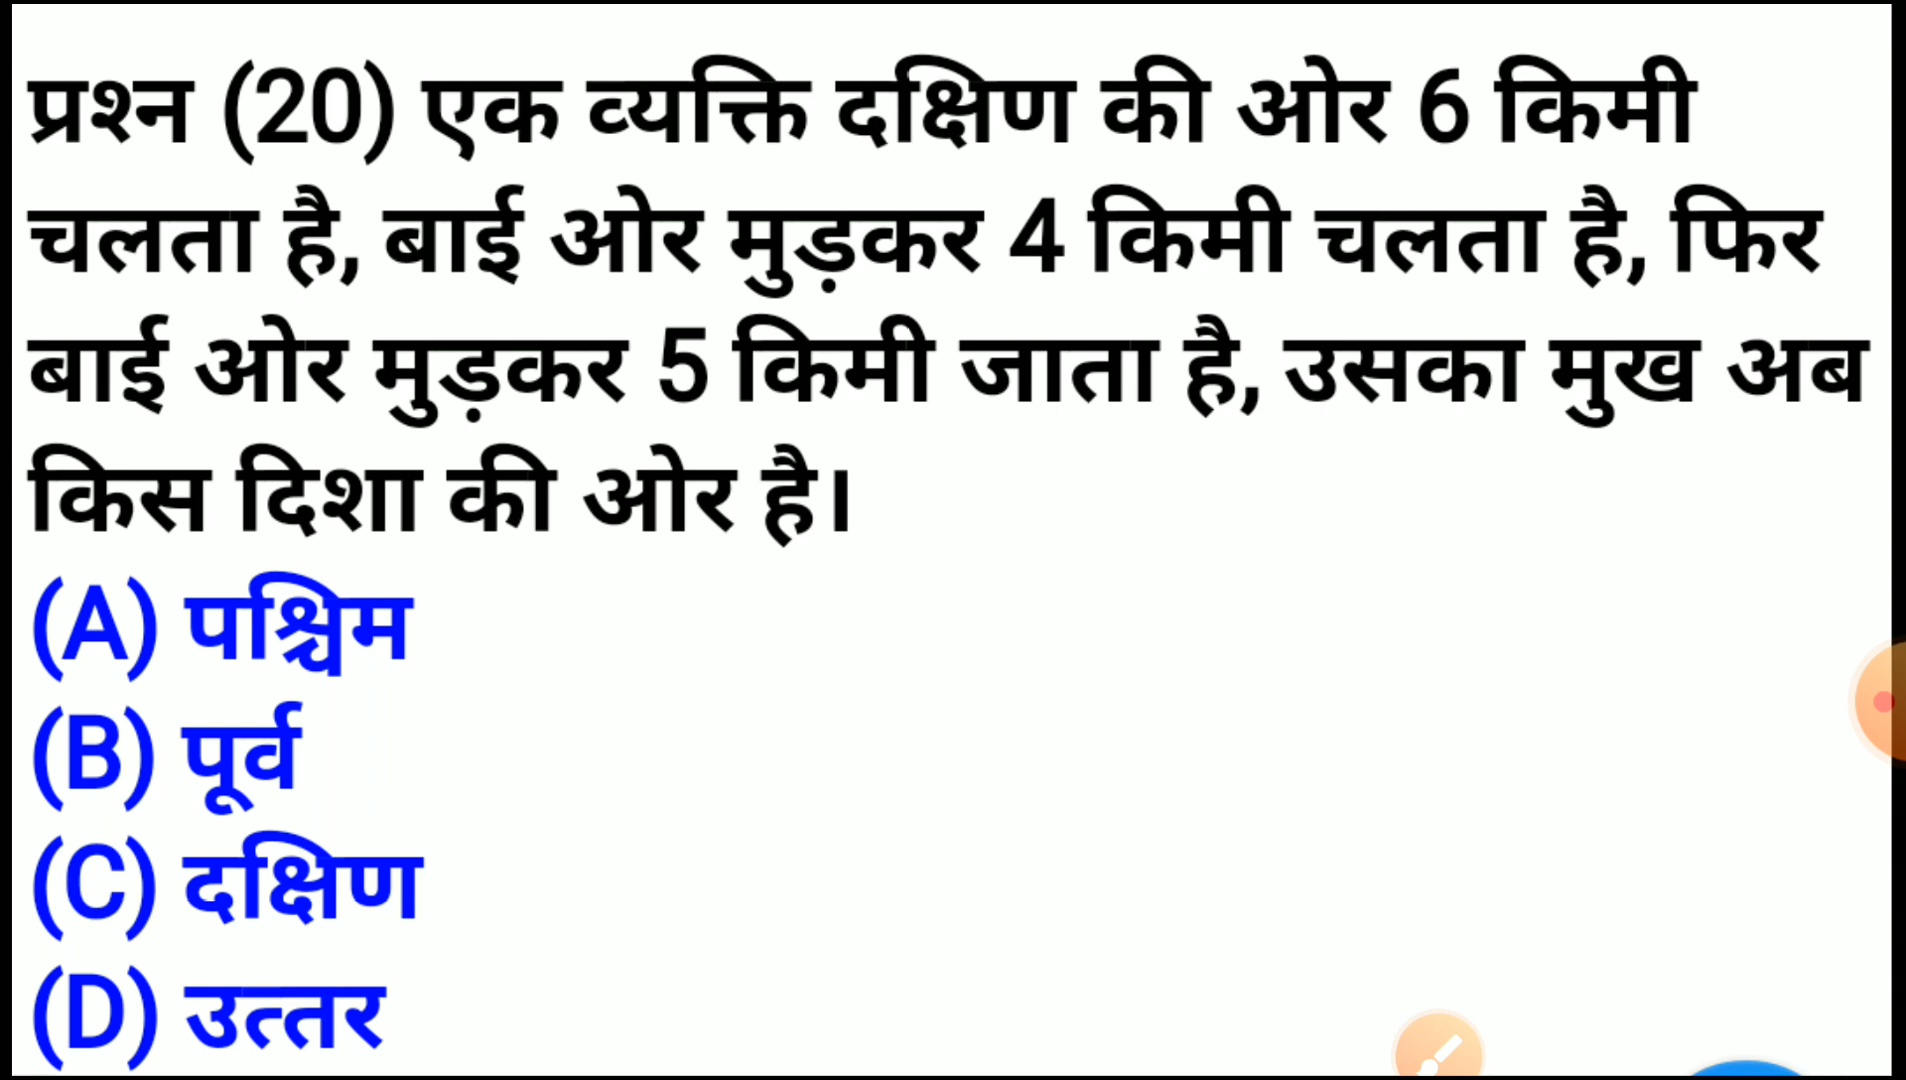 प्रश्न (20) एक व्यक्ति दक्षिण की ओर 6 किमी
चलता है, बाई ओर मुड़कर 4 किमी चलता है, फिर
बाई ओर मुड़कर 5 किमी जाता है, उसका मुख अब
किस दिशा की ओर है।
(A) पश्चिम
(B) पूर्व
(C) दक्षिण
(D) उत्तर